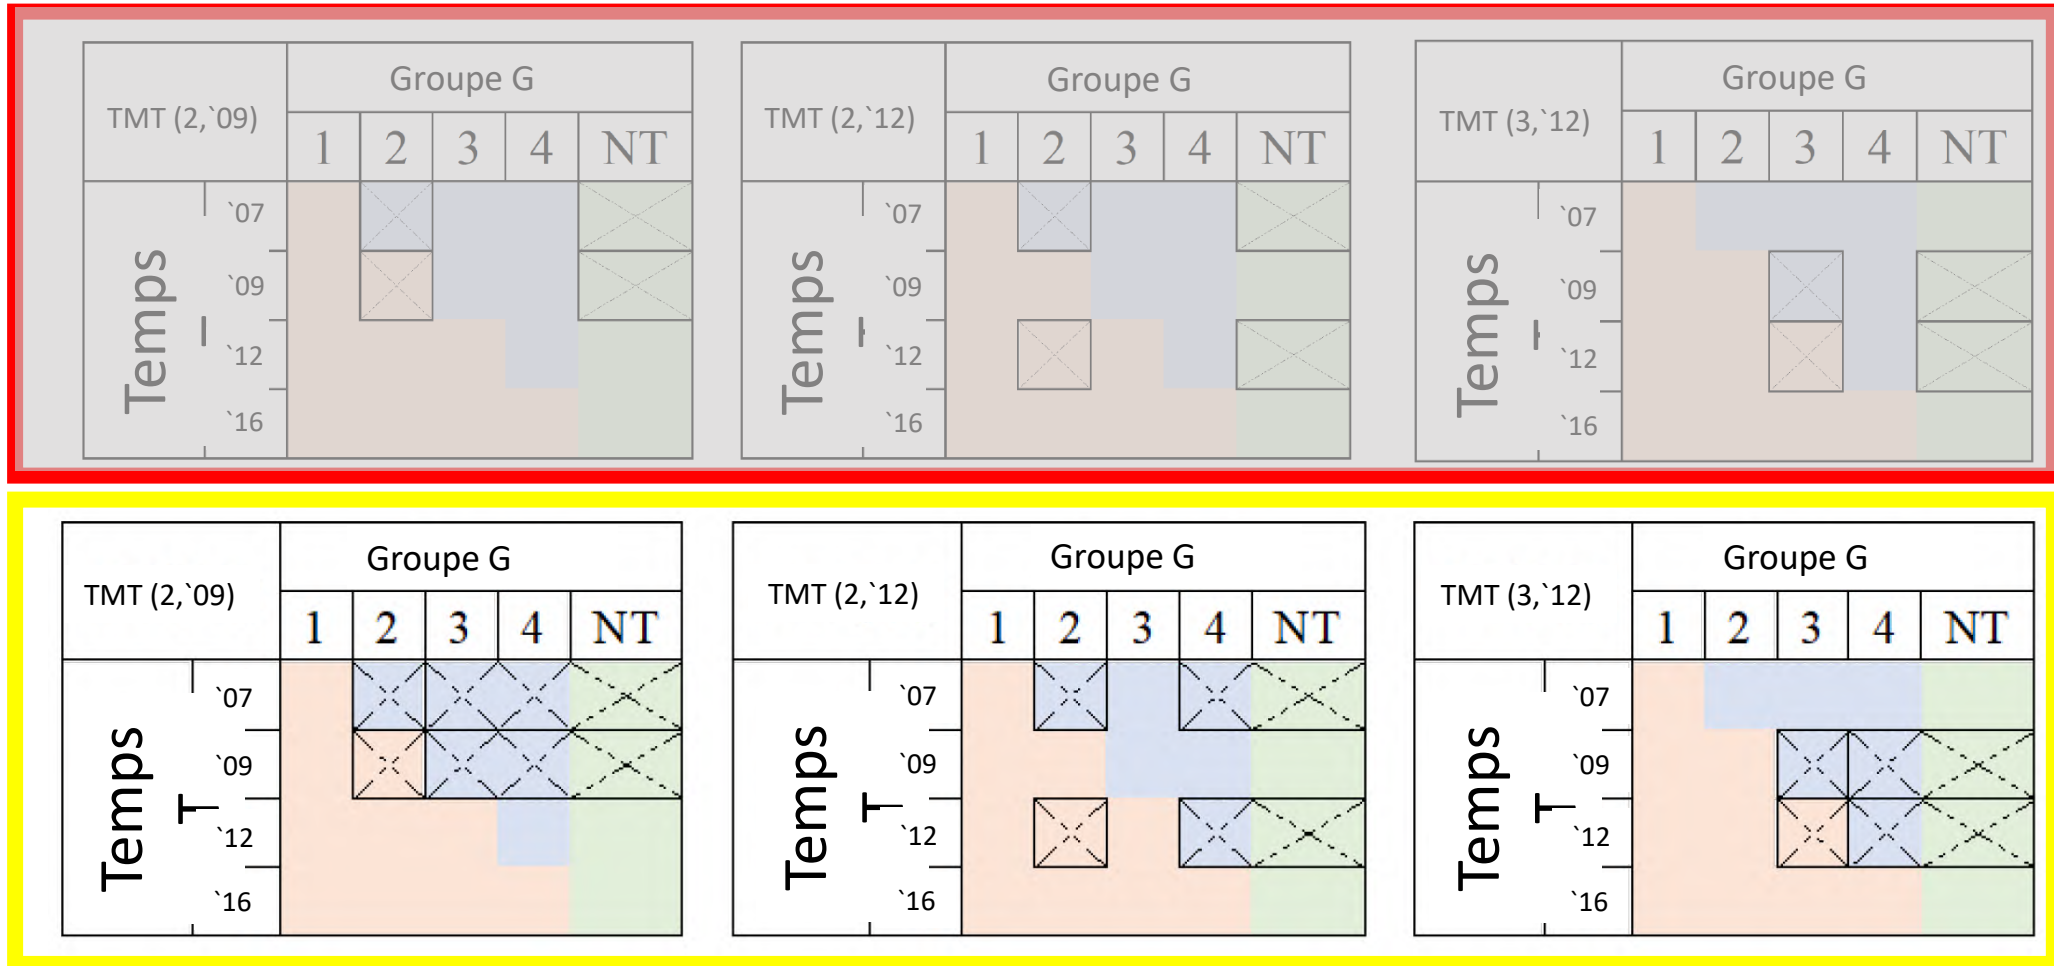 Groupe G
TMT (2,`09)
1 2 3 4 NT
Temps
`07
`09
`12
`16
Groupe G
TMT (2,`12)
1 2 3 4 NT
Temps
`07
`09
`12
`16
Groupe G
TMT (3,`12)
1 2 3 4 NT
Temps
`07
`09
`12
`16
Groupe G
TMT (2,`09)
1 2 3 4 NT
Temps
T
`07
`09
`12
`16
Groupe G
TMT (2,`12)
1 2 3 4 NT
Temps
T
`07
`09
`12
`16
Groupe G
TMT (3,`12)
1 2 3 4 NT
Temps
T
`07
`09
`12
`16